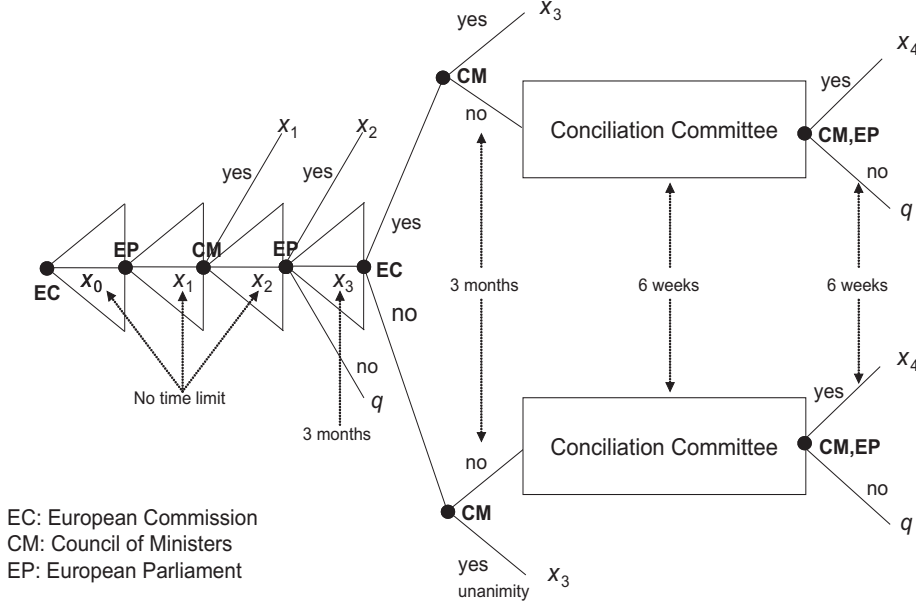 yes
x3
CM
no
Conciliation Committee
yes
x4
CM,EP
no
q
x1
x2
yes
yes
yes
EP
CM
EP
EC
EC
x0
x1
x2
x3
3 months
6 weeks
6 weeks
no
no
q
No time limit
3 months
x4
yes
no
Conciliation Committee
CM,EP
no
q
CM
yes
unanimity
x3
EC: European Commission
CM: Council of Ministers
EP: European Parliament